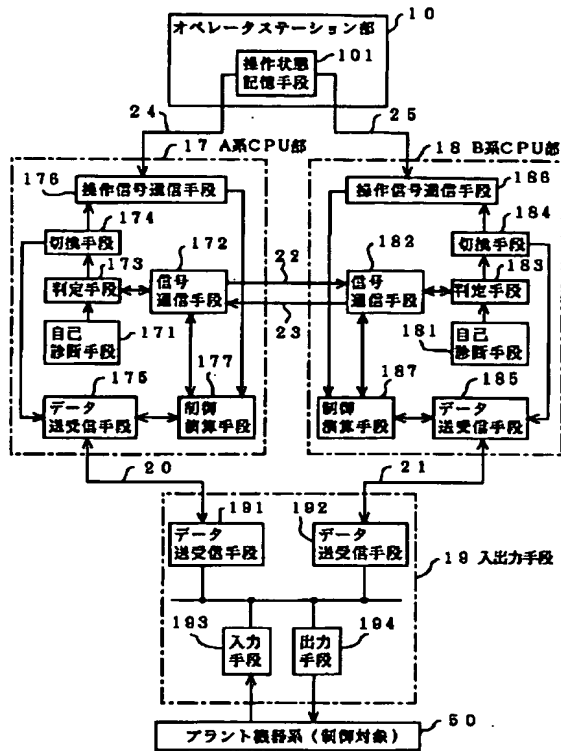 10
オペレータステーション部
101
操作状態
記憶手段
24
25
17 A系CPU部
18 B系CPU部
176
操作信号通信手段
操作信号通信手段
186
174
切換手段
172
182
切換手段
184
173
判定手段
信号
通信手段
22
信号
通信手段
判定手段
183
23
自己
診断手段
171
181
自己
診断手段
175
177
187
185
データ
送受信手段
制御
演算手段
制御
演算手段
データ
送受信手段
20
21
191
192
データ
送受信手段
データ
送受信手段
19 入出力手段
193
入力
手段
出力
手段
194
プラント機器系(制御対象)
50